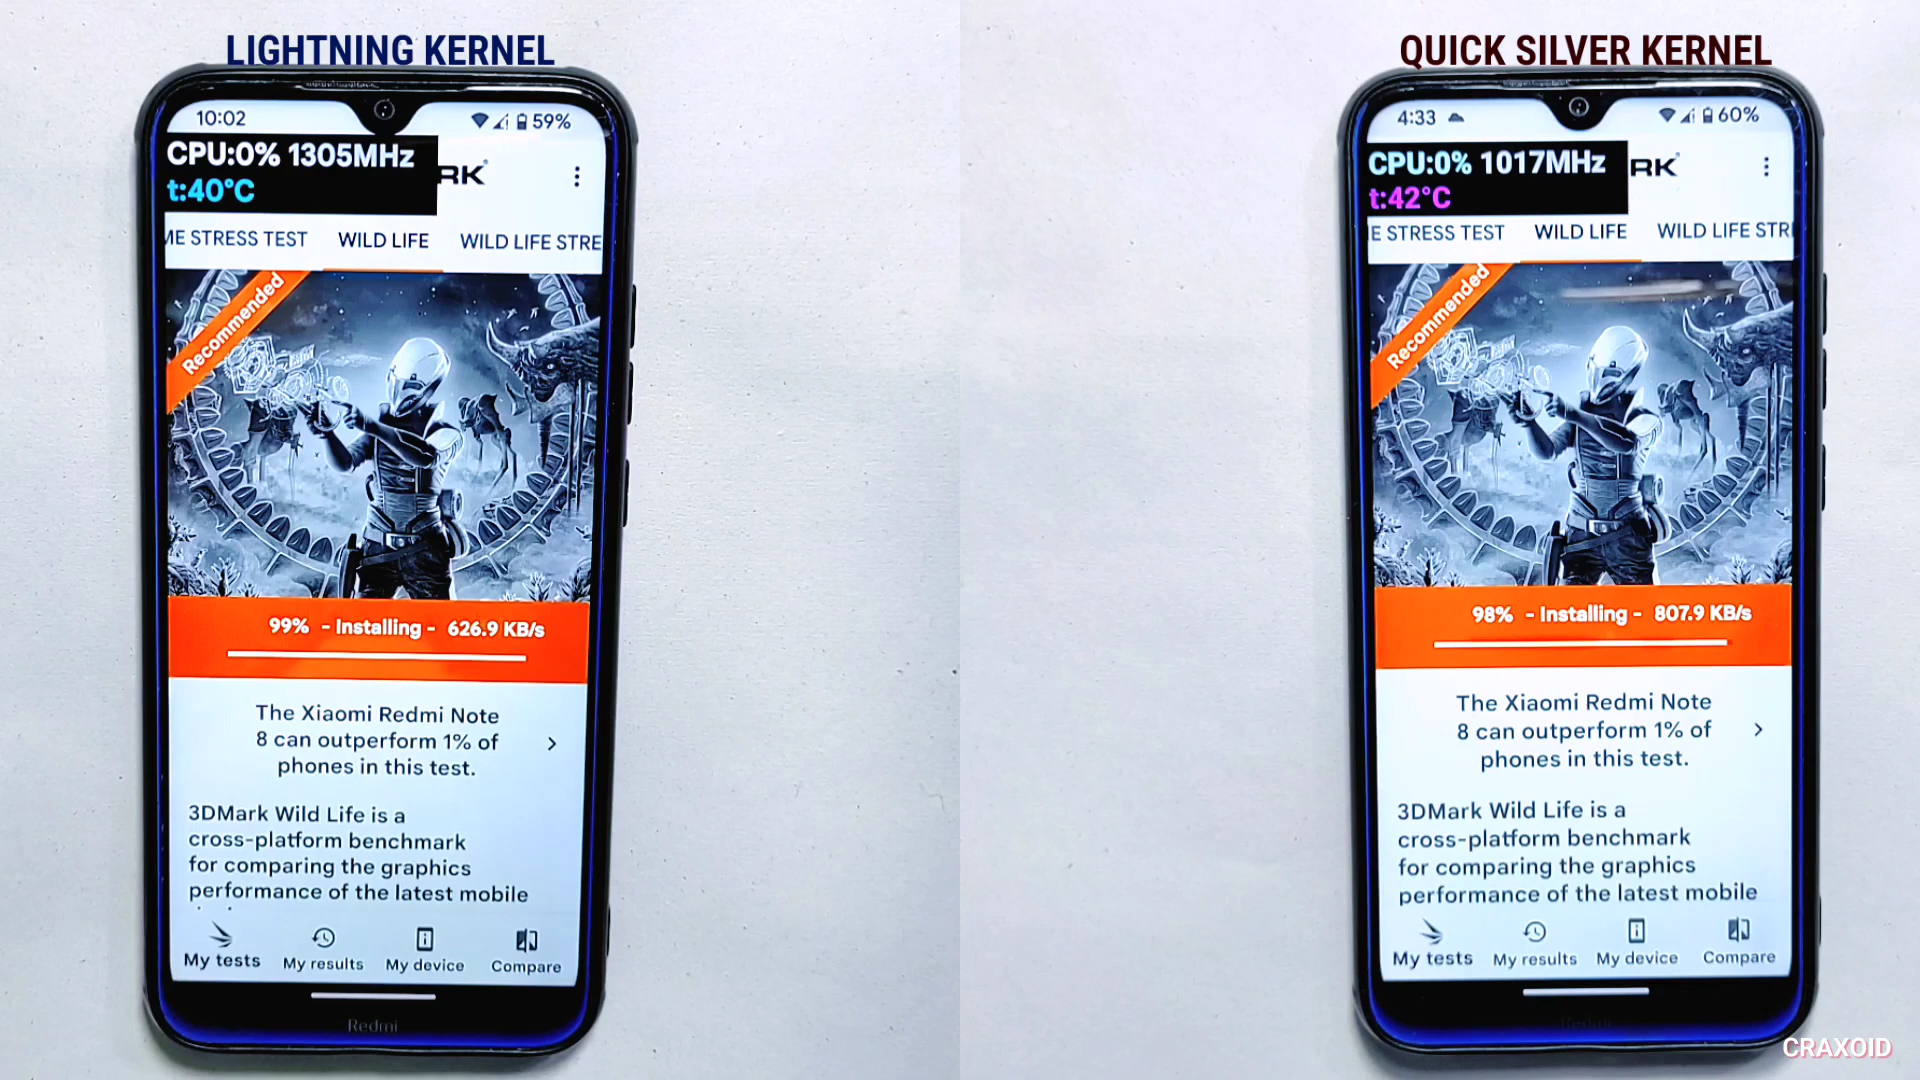 LIGHTNING KERNEL
10:02
59%
CPU:0% 1305MHz
t:40°C
RK
ME STRESS TEST
WILD LIFE
WILD LIFE STRE
Recommended
99% - Installing - 626.9 KB/s
The Xiaomi Redmi Note
8 can outperform 1% of
phones in this test.
3DMark Wild Life is a
cross-platform benchmark
for comparing the graphics
performance of the latest mobile
My tests
My results
My device
Compare
Redmi
QUICK SILVER KERNEL
4:33
60%
CPU:0% 1017MHz
t:42°C
RK
E STRESS TEST
WILD LIFE
WILD LIFE STRE
Recommended
98% - Installing - 807.9 KB/s
The Xiaomi Redmi Note
8 can outperform 1% of
phones in this test.
3DMark Wild Life is a
cross-platform benchmark
for comparing the graphics
performance of the latest mobile
My tests
My results
My device
Compare
Redmi
CRAXOID